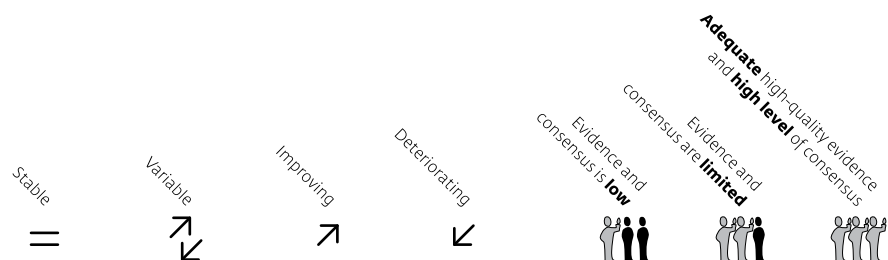 Stable
Variable
Improving
Deteriorating
Evidence and
consensus is low
Evidence and
consensus are limited
Adequate high-quality evidence
and high level of consensus